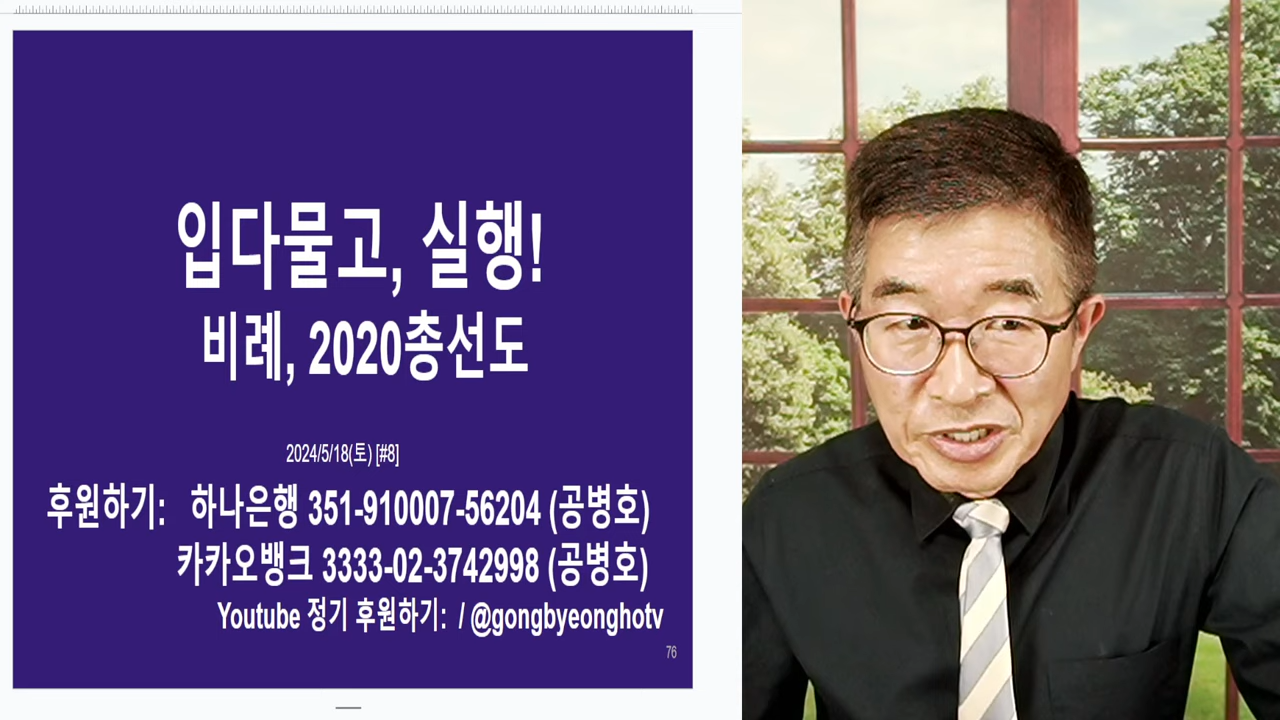 입다물고, 실행!
비례, 2020총선도
2024/5/18(토) [#8]
후원하기: 하나은행 351-910007-56204 (공병호)
카카오뱅크 3333-02-3742998 (공병호)
Youtube 정기 후원하기: / @gongbyeonghotv
76